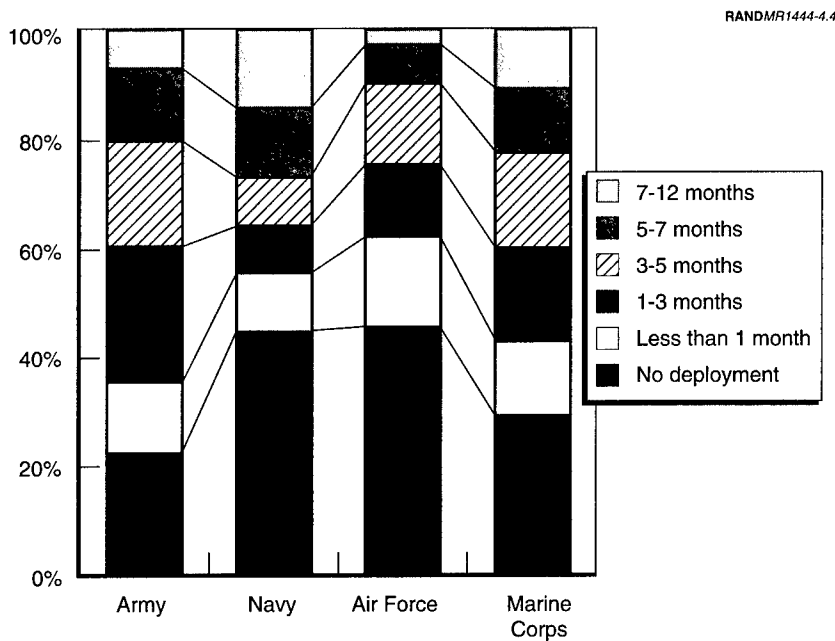 RANDMR1444-4.4
100%
80%
60%
40%
20%
0%
Army
Navy
Air Force
Marine
Corps
7-12 months
5-7 months
3-5 months
1-3 months
Less than 1 month
No deployment